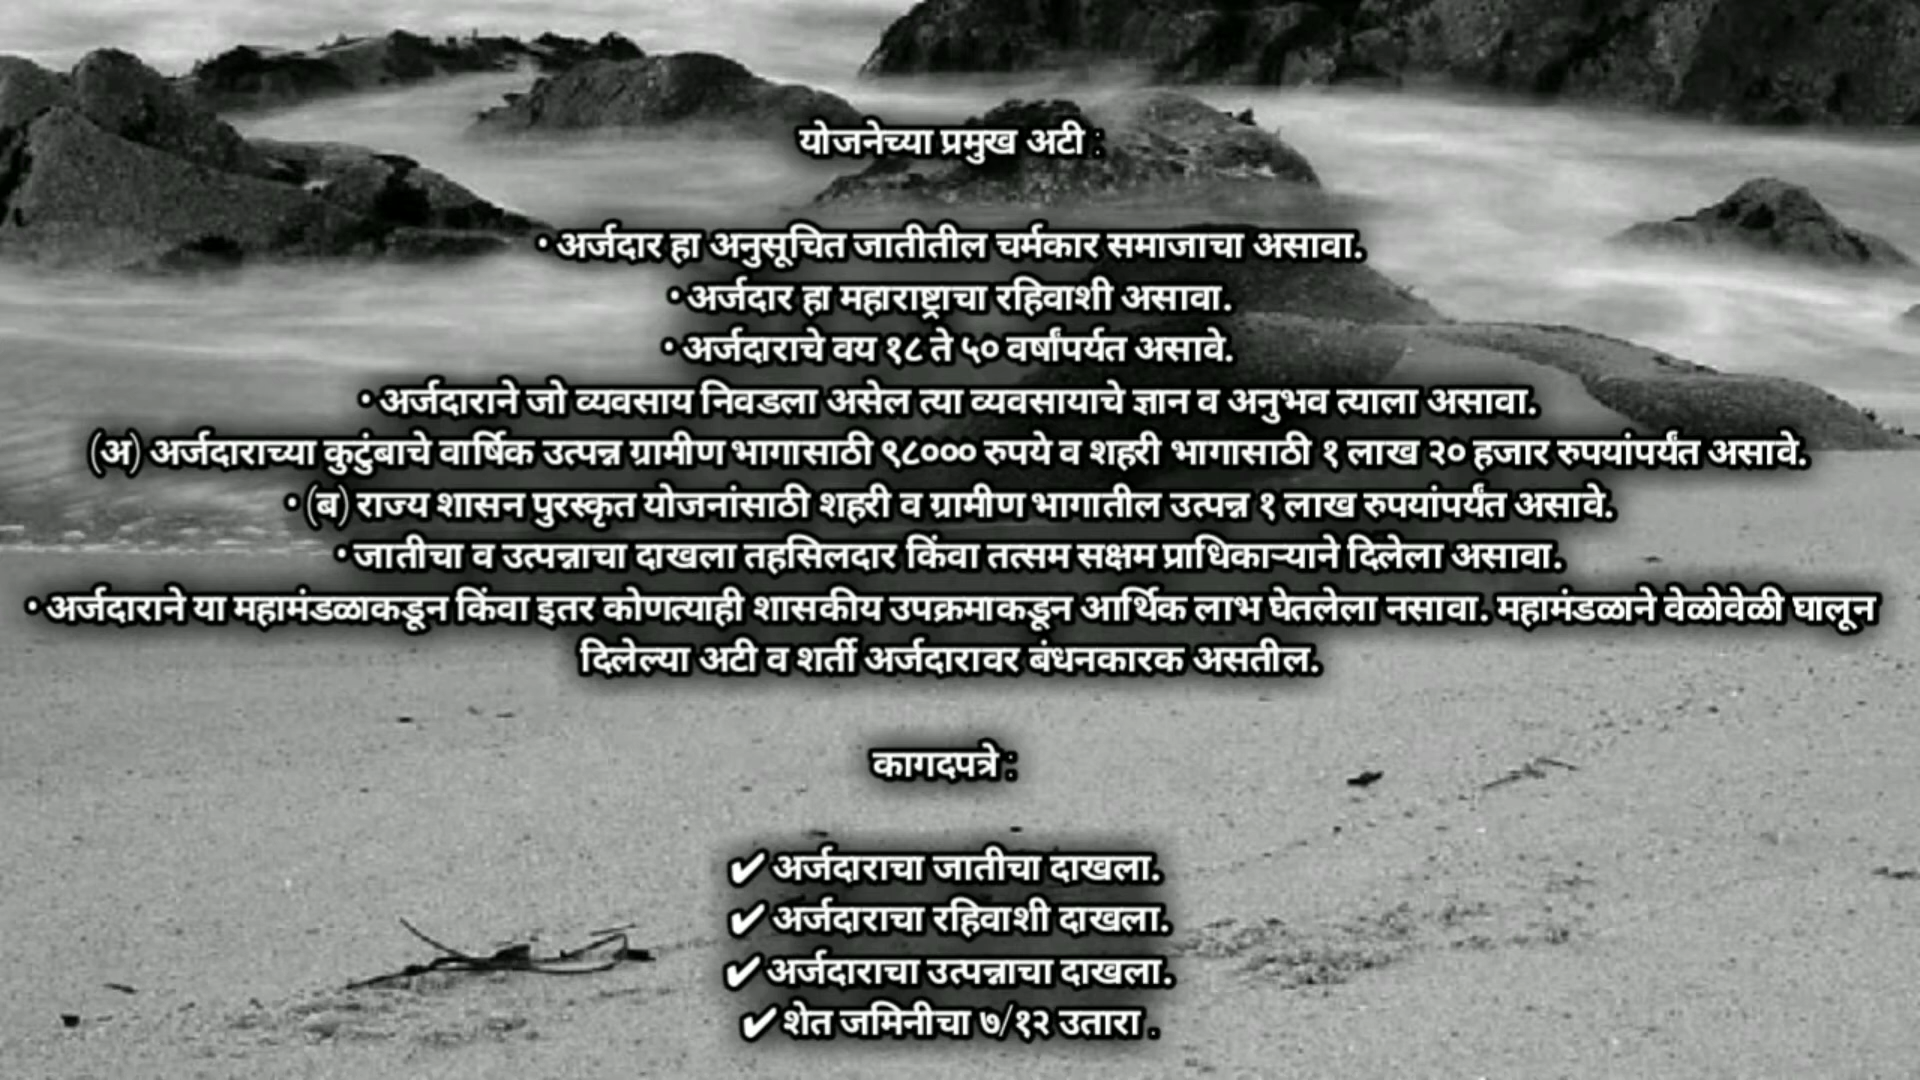 योजनेच्या प्रमुख अटी :
• अर्जदार हा अनुसूचित जातीतील चर्मकार समाजाचा असावा.
• अर्जदार हा महाराष्ट्राचा रहिवाशी असावा.
• अर्जदाराचे वय १८ ते ५० वर्षांपर्यत असावे.
• अर्जदाराने जो व्यवसाय निवडला असेल त्या व्यवसायाचे ज्ञान व अनुभव त्याला असावा.
(अ) अर्जदाराच्या कुटुंबाचे वार्षिक उत्पन्न ग्रामीण भागासाठी ९८००० रुपये व शहरी भागासाठी १ लाख २० हजार रुपयांपर्यंत असावे.
• (ब) राज्य शासन पुरस्कृत योजनांसाठी शहरी व ग्रामीण भागातील उत्पन्न १ लाख रुपयांपर्यंत असावे.
• जातीचा व उत्पन्नाचा दाखला तहसिलदार किंवा तत्सम सक्षम प्राधिकाऱ्याने दिलेला असावा.
• अर्जदाराने या महामंडळाकडून किंवा इतर कोणत्याही शासकीय उपक्रमाकडून आर्थिक लाभ घेतलेला नसावा. महामंडळाने वेळोवेळी घालून
दिलेल्या अटी व शर्ती अर्जदारावर बंधनकारक असतील.
कागदपत्रे :
✔ अर्जदाराचा जातीचा दाखला.
✔ अर्जदाराचा रहिवाशी दाखला.
✔ अर्जदाराचा उत्पन्नाचा दाखला.
✔ शेत जमिनीचा ७/१२ उतारा .